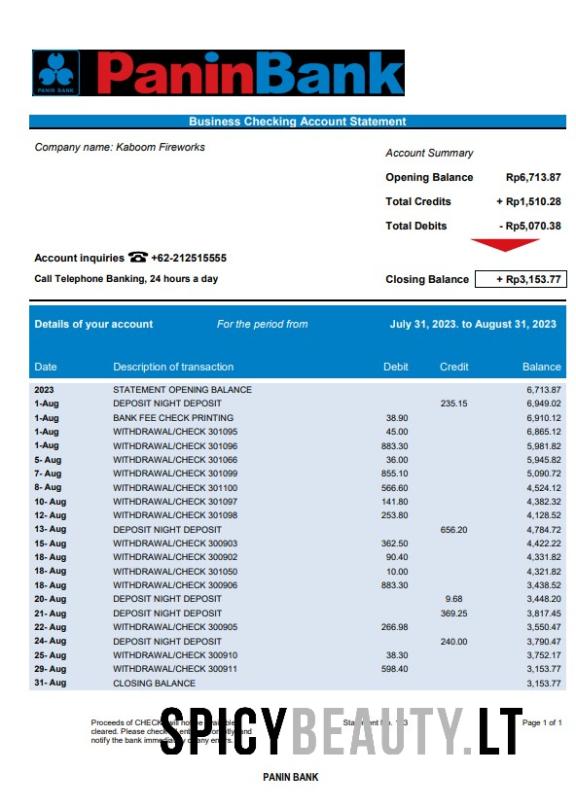 PANIN BANK
PaninBank
Business Checking Account Statement
Company name: Kaboom Fireworks
Account Summary
Opening Balance Rp6,713.87
Total Credits + Rp1,510.28
Total Debits - Rp5,070.38
Account inquiries ☎ +62-212515555
Call Telephone Banking, 24 hours a day
Closing Balance + Rp3,153.77
Details of your account For the period from July 31, 2023. to August 31, 2023
Date Description of transaction Debit Credit Balance
2023 STATEMENT OPENING BALANCE 6,713.87
1-Aug DEPOSIT NIGHT DEPOSIT 235.15 6,949.02
1-Aug BANK FEE CHECK PRINTING 38.90 6,910.12
1-Aug WITHDRAWAL/CHECK 301095 45.00 6,865.12
1-Aug WITHDRAWAL/CHECK 301096 883.30 5,981.82
5- Aug WITHDRAWAL/CHECK 301066 36.00 5,945.82
7- Aug WITHDRAWAL/CHECK 301099 855.10 5,090.72
8- Aug WITHDRAWAL/CHECK 301100 566.60 4,524.12
10- Aug WITHDRAWAL/CHECK 301097 141.80 4,382.32
12- Aug WITHDRAWAL/CHECK 301098 253.80 4,128.52
13- Aug DEPOSIT NIGHT DEPOSIT 656.20 4,784.72
15- Aug WITHDRAWAL/CHECK 300903 362.50 4,422.22
18- Aug WITHDRAWAL/CHECK 300902 90.40 4,331.82
18- Aug WITHDRAWAL/CHECK 301050 10.00 4,321.82
18- Aug WITHDRAWAL/CHECK 300906 883.30 3,438.52
20- Aug DEPOSIT NIGHT DEPOSIT 9.68 3,448.20
21- Aug DEPOSIT NIGHT DEPOSIT 369.25 3,817.45
22- Aug WITHDRAWAL/CHECK 300905 266.98 3,550.47
24- Aug DEPOSIT NIGHT DEPOSIT 240.00 3,790.47
25- Aug WITHDRAWAL/CHECK 300910 38.30 3,752.17
29- Aug WITHDRAWAL/CHECK 300911 598.40 3,153.77
31- Aug CLOSING BALANCE 3,153.77
Proceeds of CHECK will not be Page 1 of 1
cleared. Please check and
notify the bank any errors.
SPICYBEAUTY.LT
PANIN BANK